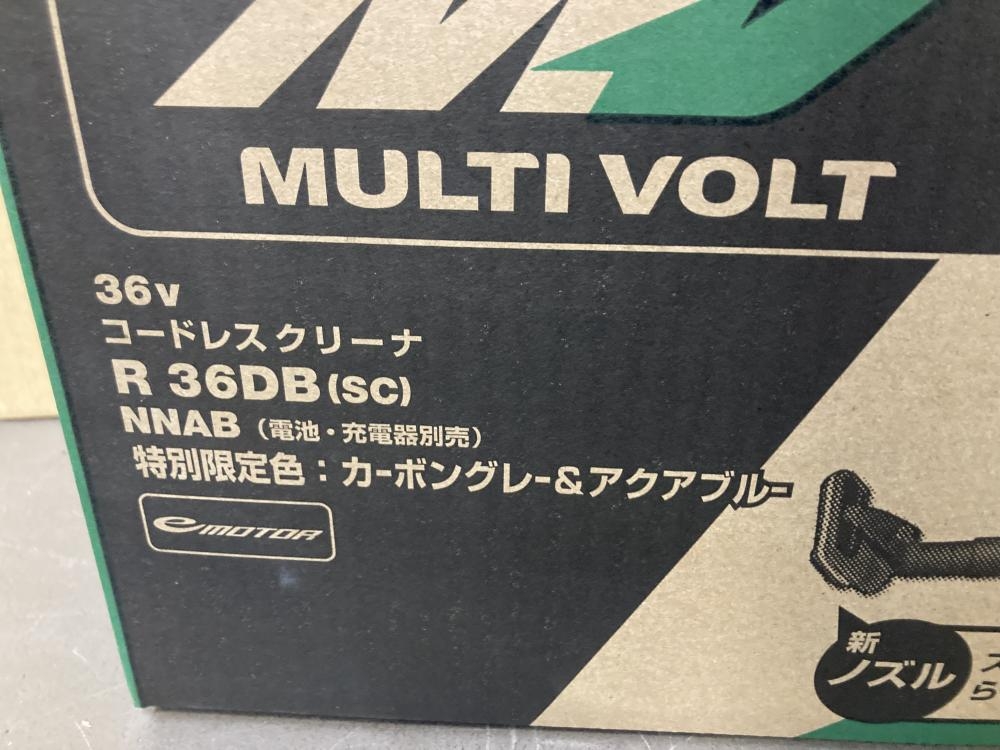 MULTI VOLT
36v
コードレス クリーナ
R 36DB (SC)
NNAB (電池・充電器別売)
特別限定色:カーボングレー&アクアブルー
e MOTOR
新
ノズル
ら